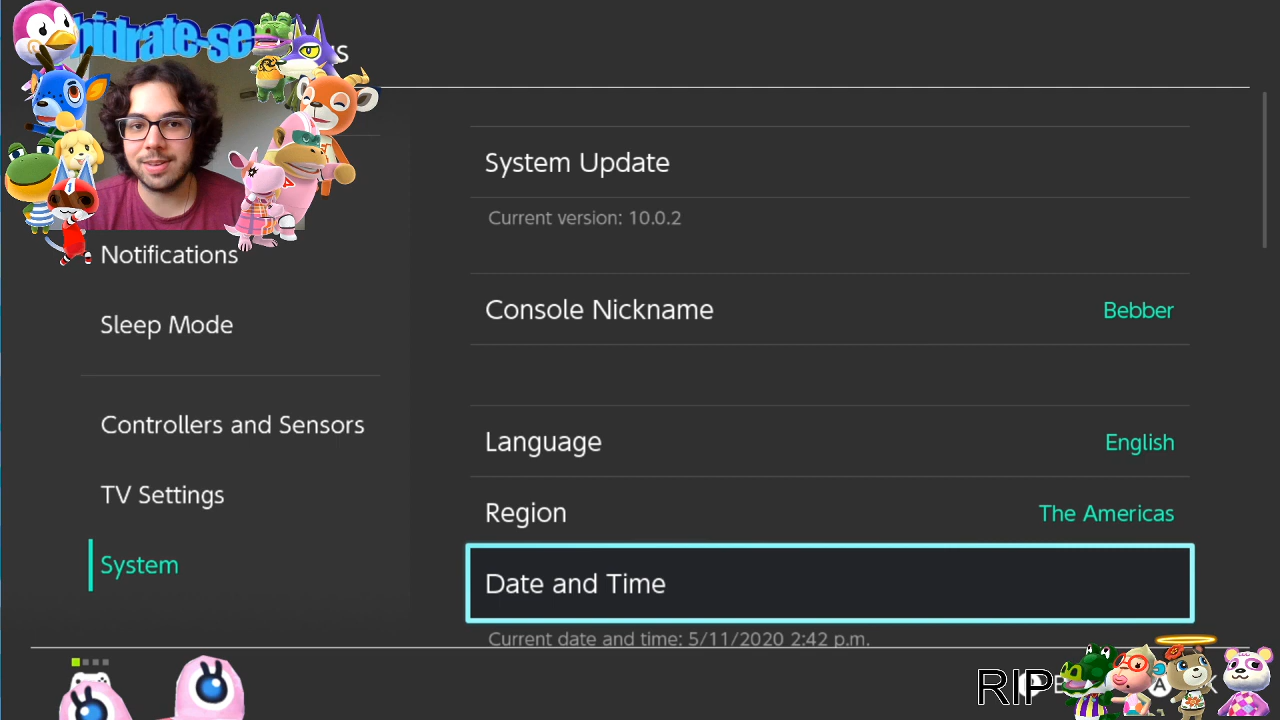 hidrate-se
System Update
Current version: 10.0.2
Notifications
Console Nickname Bebber
Sleep Mode
Controllers and Sensors
Language English
TV Settings
Region The Americas
System
Date and Time
Current date and time: 5/11/2020 2:42 p.m.
RIP